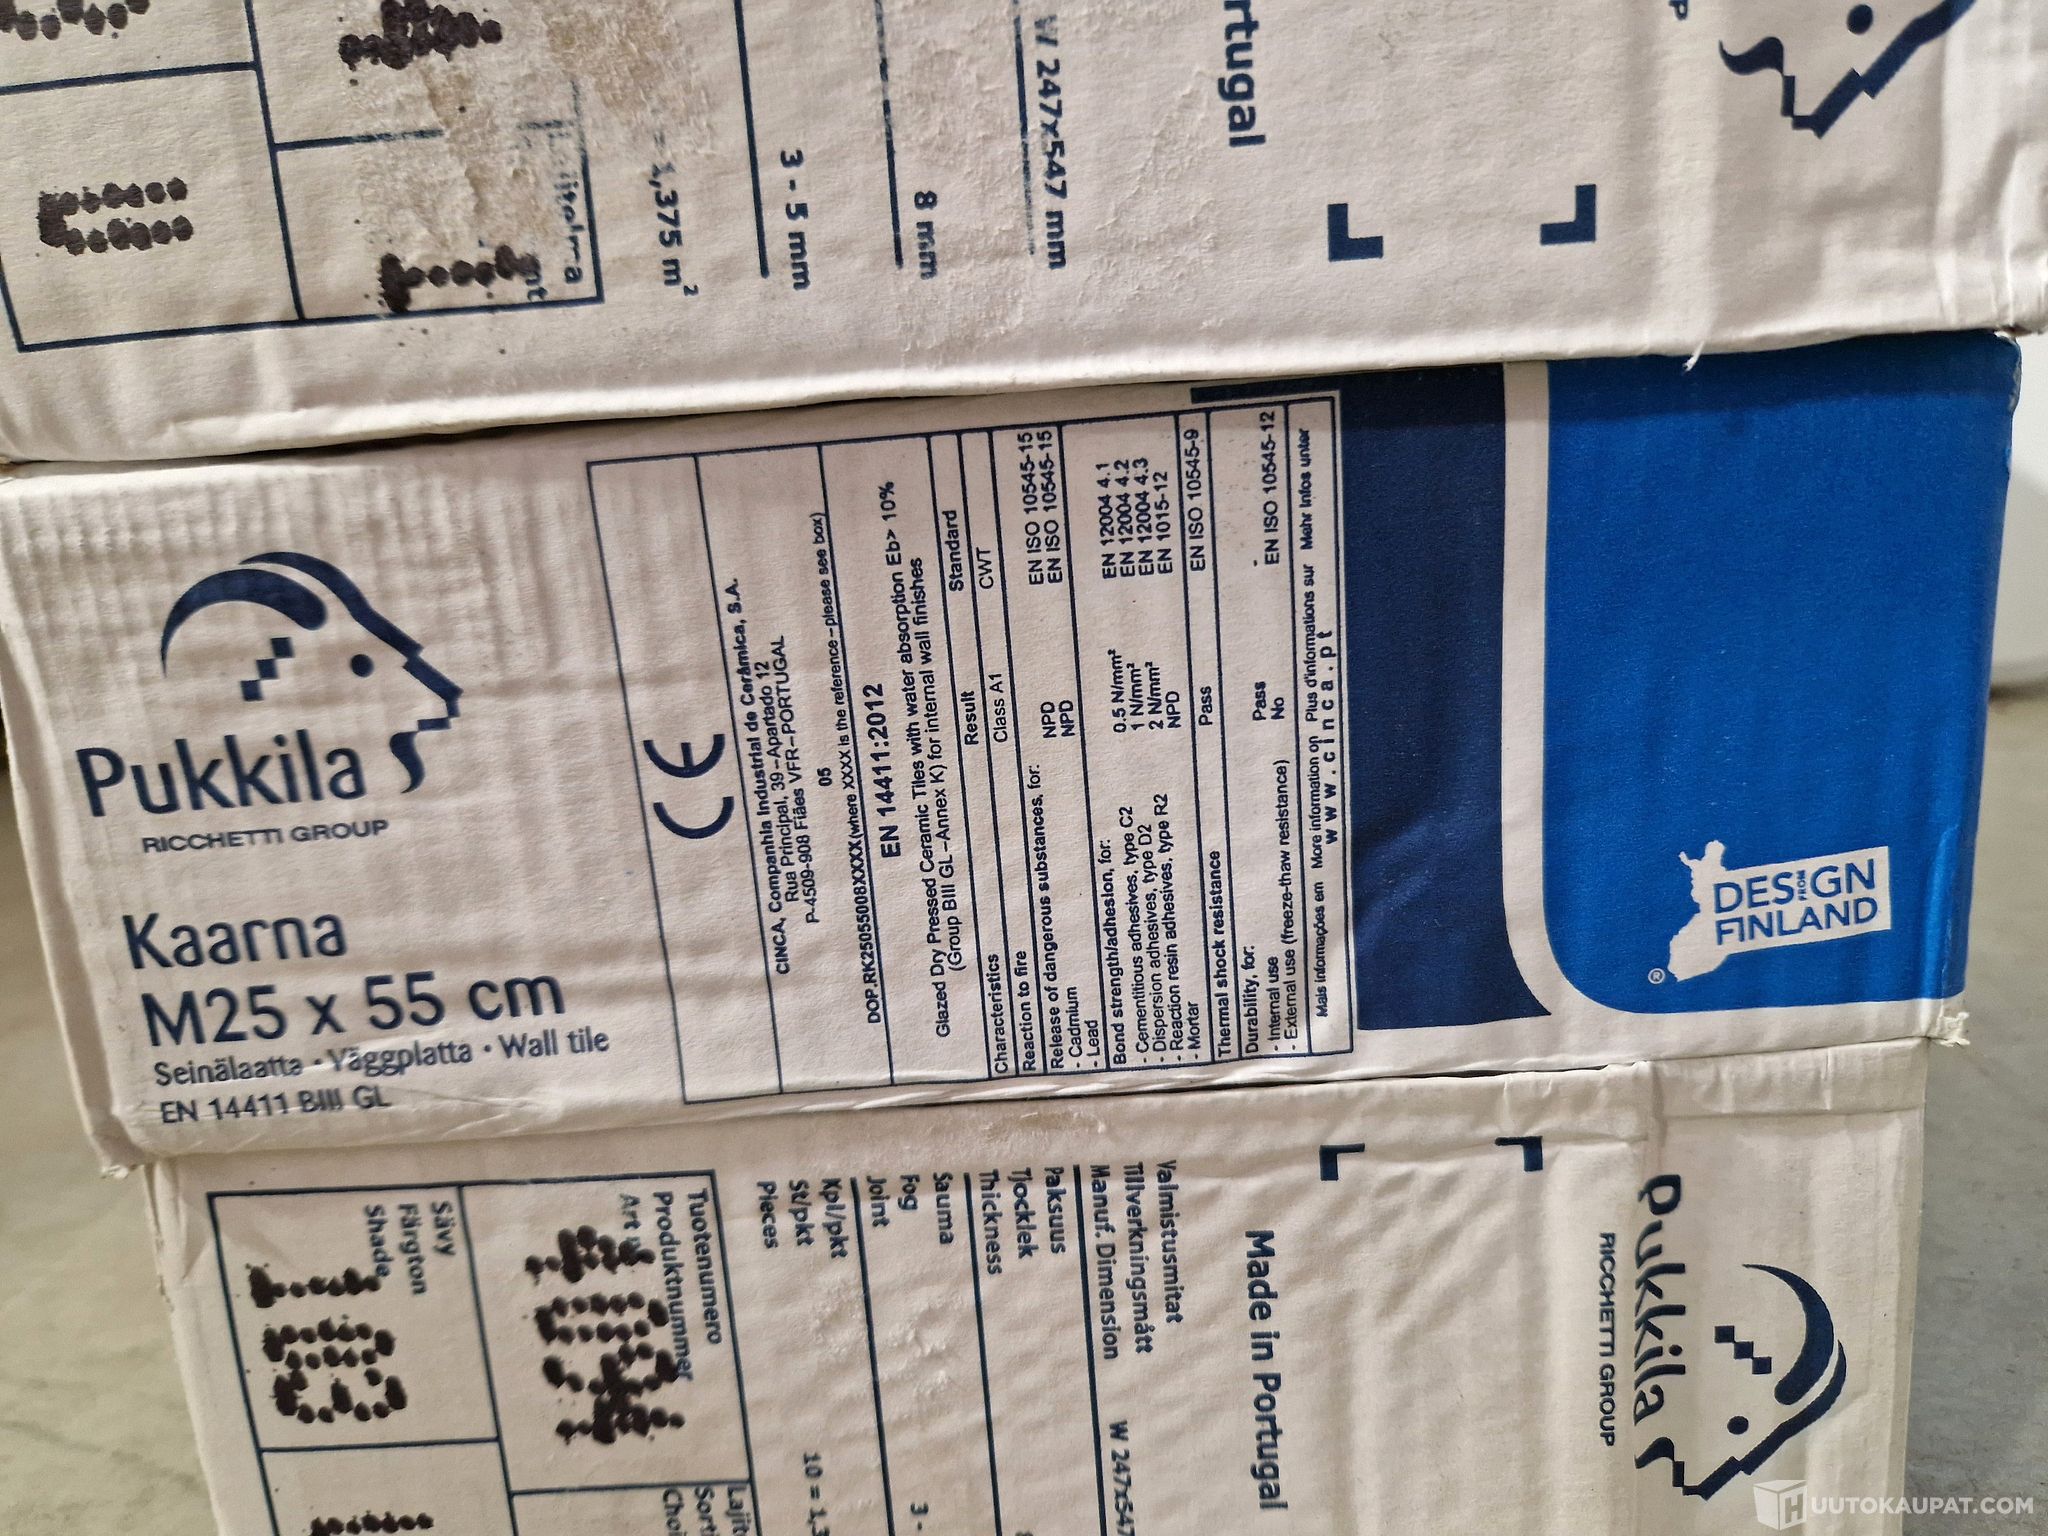 rtugal
W 247x547 mm
8 mm
3 - 5 mm
= 1,375 m²
Pukkila
RICCHETTI GROUP
Kaarna
M25 x 55 cm
Seinälaatta · Väggplatta · Wall tile
EN 14411 BIII GL
CE
CINCA, Companhia Industrial de Cerâmica, S.A.
Rua Principal, 39-Apartado 12
P-4509-908 Fiães VFR-PORTUGAL
05
DOP.RK25055008XXXX(where XXXX is the reference-please see box)
EN 14411:2012
Glazed Dry Pressed Ceramic Tiles with water absorption Eb> 10%
(Group BIII GL -Annex K) for internal wall finishes
Characteristics Result Standard
Reaction to fire Class A1 CWT
Release of dangerous substances, for:
- Cadmium NPD EN ISO 10545-15
- Lead NPD EN ISO 10545-15
Bond strength/adhesion, for:
- Cementitious adhesives, type C2 0.5 N/mm² EN 12004 4.1
- Dispersion adhesives, type D2 1 N/mm² EN 12004 4.2
- Reaction resin adhesives, type R2 2 N/mm² EN 12004 4.3
- Mortar NPD EN 1015-12
Thermal shock resistance Pass EN ISO 10545-9
Durability, for:
- Internal use Pass -
- External use (freeze-thaw resistance) No EN ISO 10545-12
Mais informações em More information on Plus d'informations sur Mehr Infos unter
www.cinca.pt
DESIGN
FROM
FINLAND
®
Pukkila
RICCHETTI GROUP
Made in Portugal
Valmistusmitat
Tillverkningsmått
Manuf. Dimension W 247x547
Paksuus
Tjocklek
Thickness
Sauma
Fog 3 -
Joint
Kpl/pkt
St/pkt 10 = 1,3
Pieces
Tuotenumero
Produktnummer
Sävy
Färgton
Shade
HUUTOKAUPAT.COM